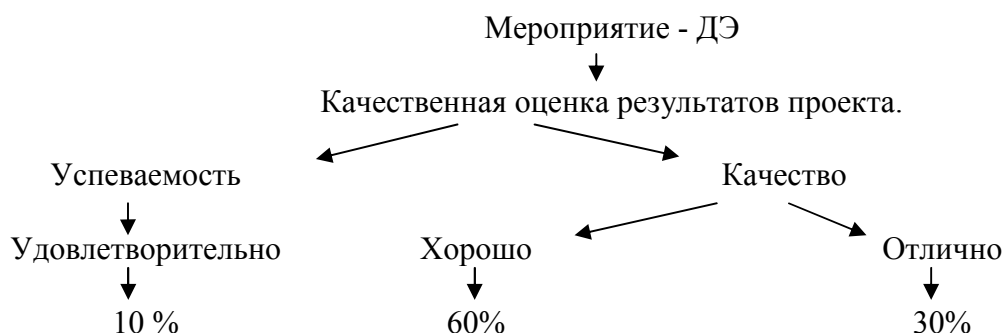 Мероприятие - ДЭ
Качественная оценка результатов проекта.
Успеваемость Качество
Удовлетворительно Хорошо Отлично
10 % 60% 30%